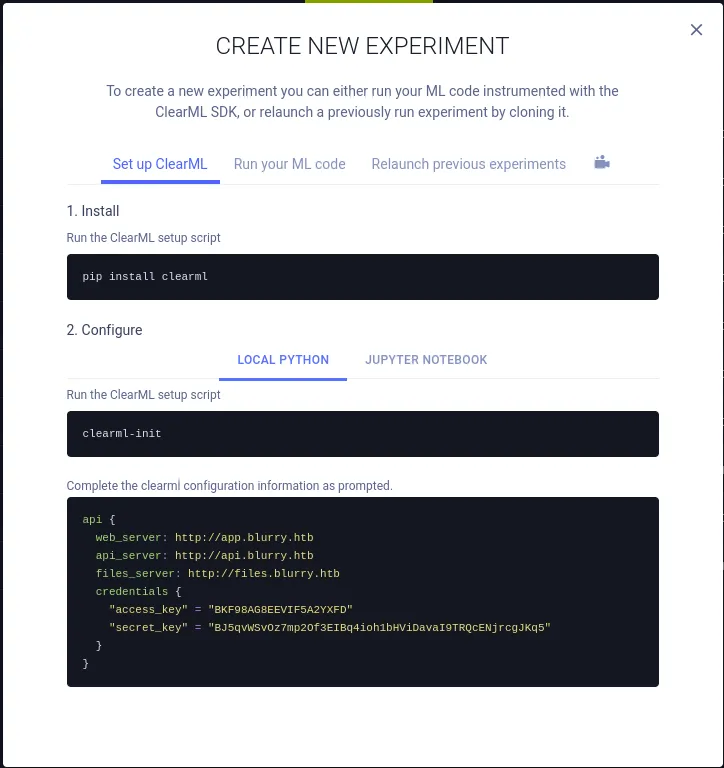 CREATE NEW EXPERIMENT
To create a new experiment you can either run your ML code instrumented with the
ClearML SDK, or relaunch a previously run experiment by cloning it.
Set up ClearML Run your ML code Relaunch previous experiments
1. Install
Run the ClearML setup script
pip install clearml
2. Configure
LOCAL PYTHON JUPYTER NOTEBOOK
Run the ClearML setup script
clearml-init
Complete the clearml configuration information as prompted.
api {
web_server: http://app.blurry.htb
api_server: http://api.blurry.htb
files_server: http://files.blurry.htb
credentials {
"access_key" = "BKF98AG8EEVIF5A2YXFD"
"secret_key" = "BJ5qvWSvOz7mp2Of3EIBq4ioh1bHViDavaI9TRQcENjrcgJKq5"
}
}